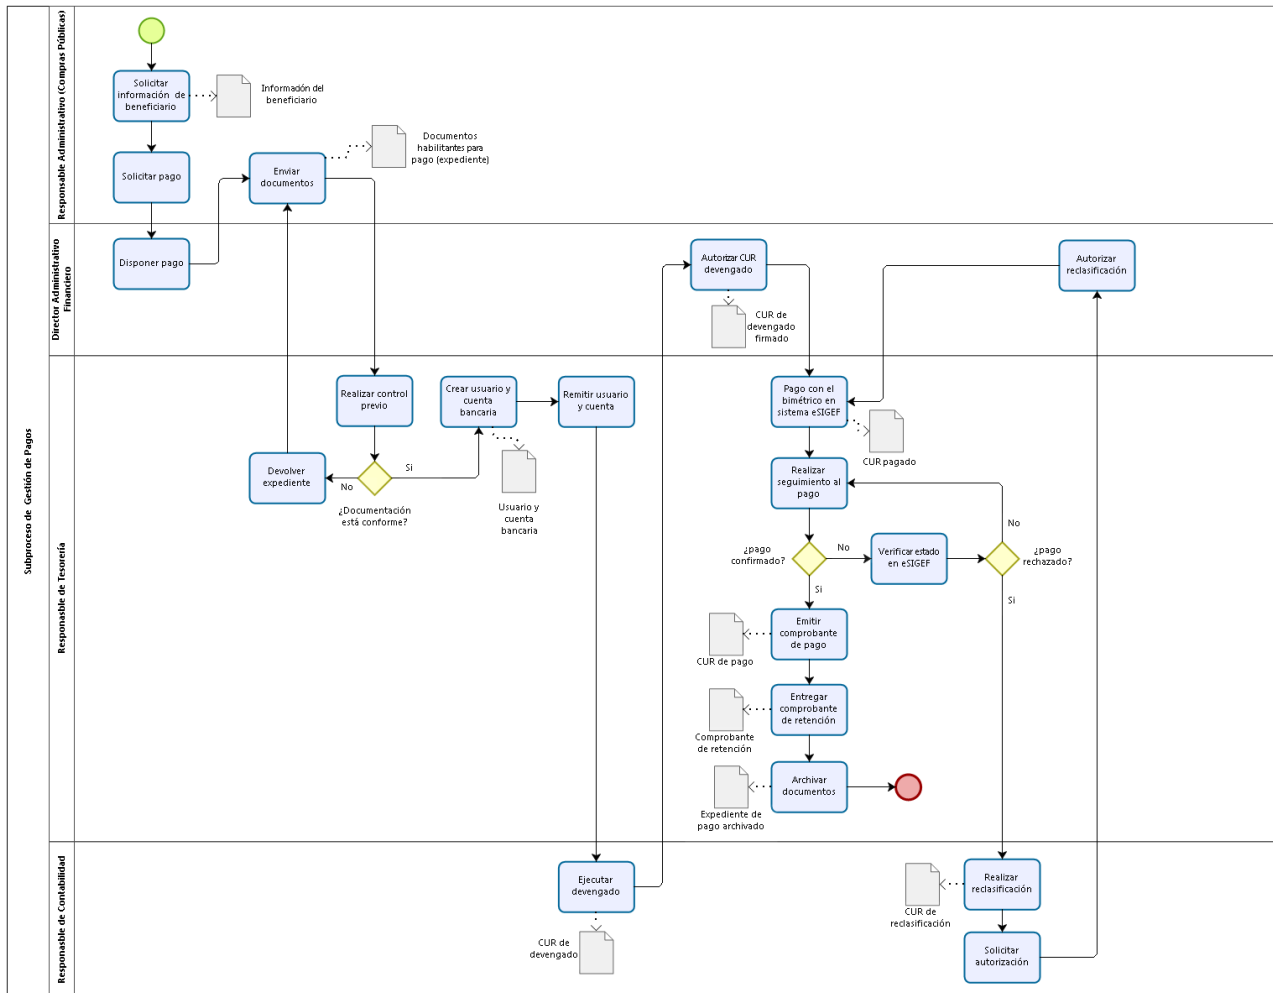 Subproceso de Gestión de Pagos
Responsable Administrativo (Compras Públicas)
Solicitar
información de
beneficiario
Información del
beneficiario
Solicitar pago
Enviar
documentos
Documentos
habilitantes para
pago (expediente)
Director Administrativo
Financiero
Disponer pago
Autorizar CUR
devengado
CUR de
devengado
firmado
Autorizar
reclasificación
Responasble de Tesorería
Realizar control
previo
Crear usuario y
cuenta bancaria
Remitir usuario
y cuenta
Devolver
expediente
No
Si
¿Documentación
está conforme?
Usuario y
cuenta
bancaria
Pago con el
bimétrico en
sistema eSIGEF
CUR pagado
Realizar
seguimiento al
pago
¿pago
confirmado?
No
Verificar estado
en eSIGEF
No
¿pago
rechazado?
Si
Si
Emitir
comprobante
de pago
CUR de pago
Entregar
comprobante
de retención
Comprobante
de retención
Archivar
documentos
Expediente de
pago archivado
Responasble de Contabilidad
Ejecutar
devengado
CUR de
devengado
Realizar
reclasificación
CUR de
reclasificación
Solicitar
autorización